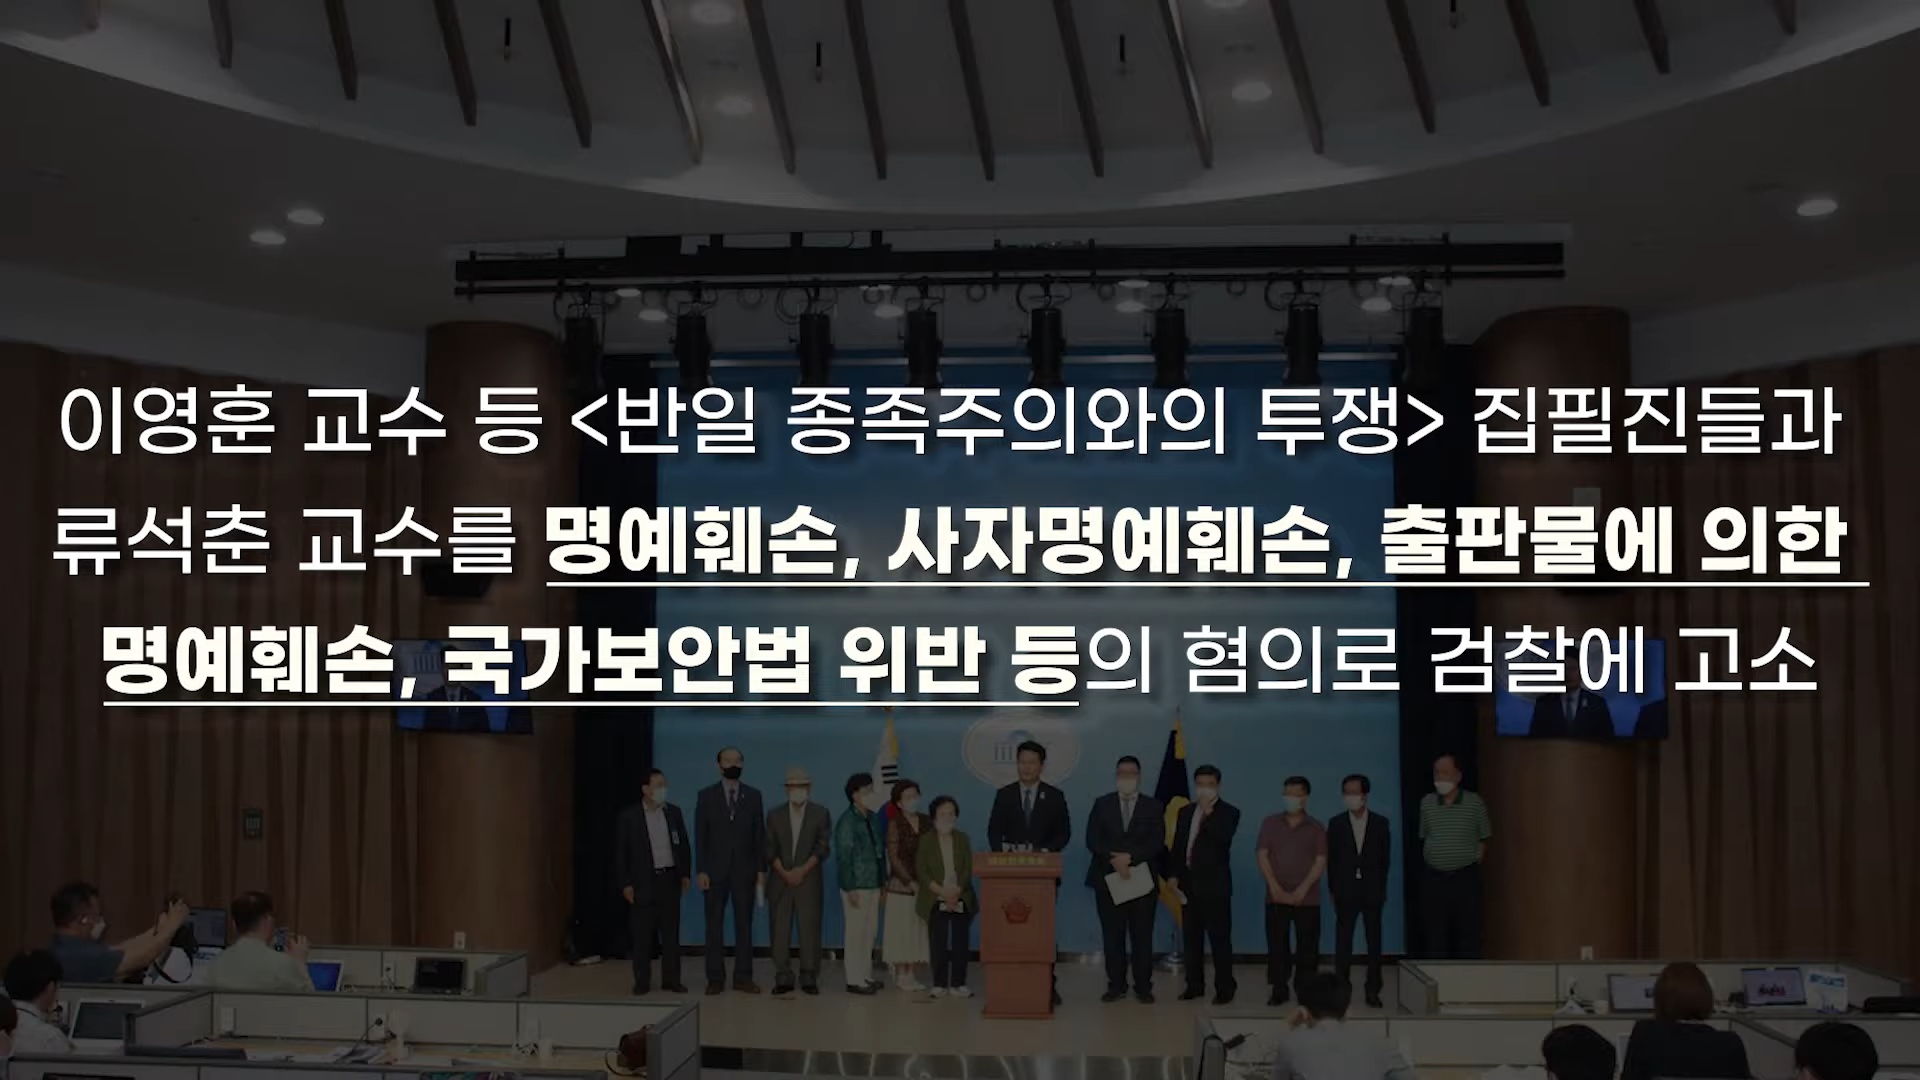 이영훈 교수 등 <반일 종족주의와의 투쟁> 집필진들과
류석춘 교수를 명예훼손, 사자명예훼손, 출판물에 의한
명예훼손, 국가보안법 위반 등의 혐의로 검찰에 고소